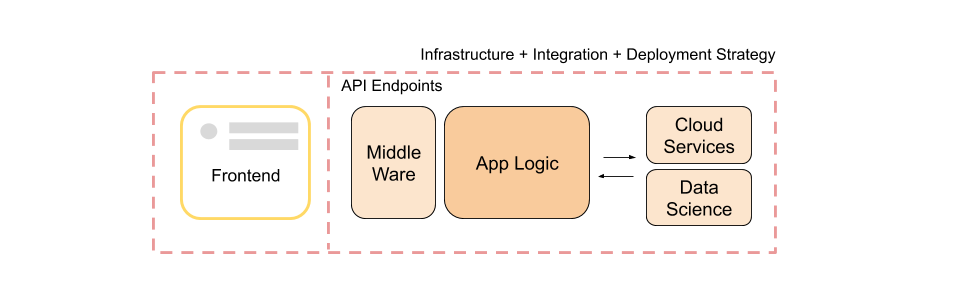 Infrastructure + Integration + Deployment Strategy
API Endpoints
Frontend
Middle
Ware
App Logic
Cloud
Services
Data
Science